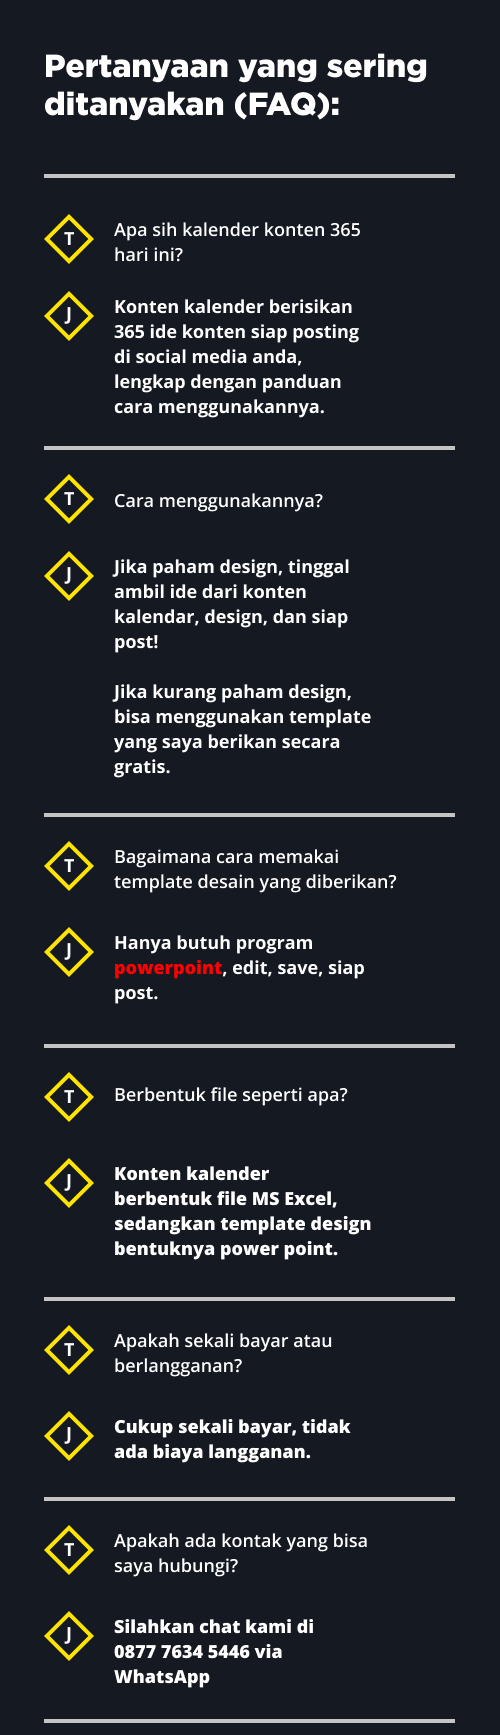 Pertanyaan yang sering
ditanyakan (FAQ):
T
Apa sih kalender konten 365
hari ini?
J
Konten kalender berisikan
365 ide konten siap posting
di social media anda,
lengkap dengan panduan
cara menggunakannya.
T
Cara menggunakannya?
J
Jika paham design, tinggal
ambil ide dari konten
kalendar, design, dan siap
post!
Jika kurang paham design,
bisa menggunakan template
yang saya berikan secara
gratis.
T
Bagaimana cara memakai
template desain yang diberikan?
J
Hanya butuh program
powerpoint, edit, save, siap
post.
T
Berbentuk file seperti apa?
J
Konten kalender
berbentuk file MS Excel,
sedangkan template design
bentuknya power point.
T
Apakah sekali bayar atau
berlangganan?
J
Cukup sekali bayar, tidak
ada biaya langganan.
T
Apakah ada kontak yang bisa
saya hubungi?
J
Silahkan chat kami di
0877 7634 5446 via
WhatsApp